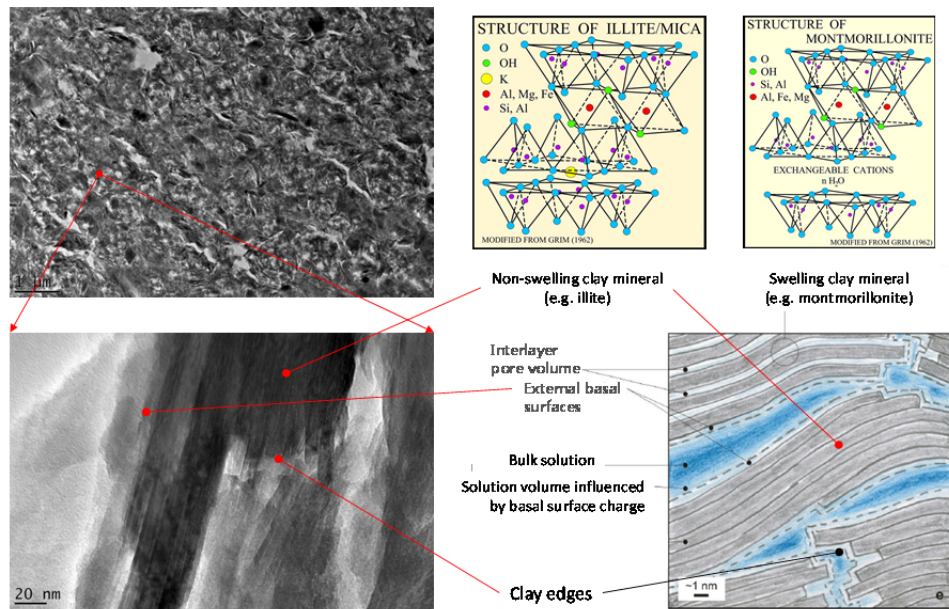 1 µm
STRUCTURE OF ILLITE/MICA
O
OH
K
Al, Mg, Fe
Si, Al
MODIFIED FROM GRIM (1962)
STRUCTURE OF
MONTMORILLONITE
O
OH
Si, Al
Al, Fe, Mg
EXCHANGEABLE CATIONS
n H₂O
MODIFIED FROM GRIM (1962)
Non-swelling clay mineral
(e.g. illite)
Swelling clay mineral
(e.g. montmorillonite)
Interlayer
pore volume
External basal
surfaces
Bulk solution
Solution volume influenced
by basal surface charge
Clay edges
20 nm
~1 nm